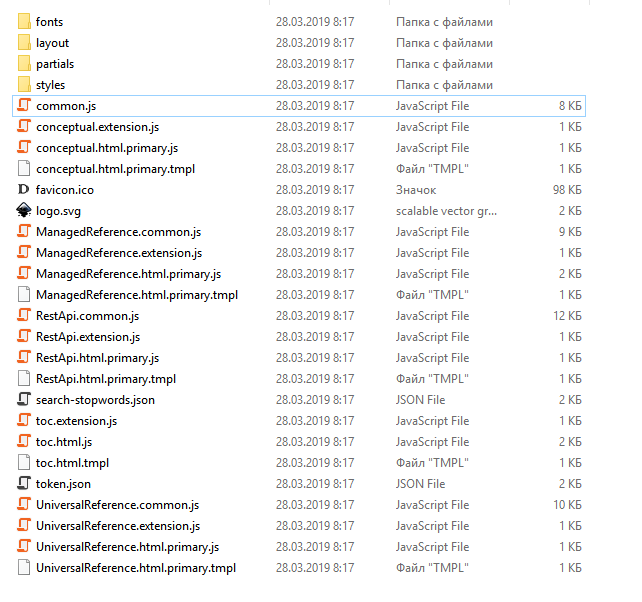 fonts 28.03.2019 8:17 Папка с файлами
layout 28.03.2019 8:17 Папка с файлами
partials 28.03.2019 8:17 Папка с файлами
styles 28.03.2019 8:17 Папка с файлами
common.js 28.03.2019 8:17 JavaScript File 8 КБ
conceptual.extension.js 28.03.2019 8:17 JavaScript File 1 КБ
conceptual.html.primary.js 28.03.2019 8:17 JavaScript File 1 КБ
conceptual.html.primary.tmpl 28.03.2019 8:17 Файл "TMPL" 1 КБ
favicon.ico 28.03.2019 8:17 Значок 98 КБ
logo.svg 28.03.2019 8:17 scalable vector gr... 2 КБ
ManagedReference.common.js 28.03.2019 8:17 JavaScript File 9 КБ
ManagedReference.extension.js 28.03.2019 8:17 JavaScript File 1 КБ
ManagedReference.html.primary.js 28.03.2019 8:17 JavaScript File 2 КБ
ManagedReference.html.primary.tmpl 28.03.2019 8:17 Файл "TMPL" 1 КБ
RestApi.common.js 28.03.2019 8:17 JavaScript File 12 КБ
RestApi.extension.js 28.03.2019 8:17 JavaScript File 1 КБ
RestApi.html.primary.js 28.03.2019 8:17 JavaScript File 1 КБ
RestApi.html.primary.tmpl 28.03.2019 8:17 Файл "TMPL" 1 КБ
search-stopwords.json 28.03.2019 8:17 JSON File 2 КБ
toc.extension.js 28.03.2019 8:17 JavaScript File 1 КБ
toc.html.js 28.03.2019 8:17 JavaScript File 2 КБ
toc.html.tmpl 28.03.2019 8:17 Файл "TMPL" 1 КБ
token.json 28.03.2019 8:17 JSON File 2 КБ
UniversalReference.common.js 28.03.2019 8:17 JavaScript File 10 КБ
UniversalReference.extension.js 28.03.2019 8:17 JavaScript File 1 КБ
UniversalReference.html.primary.js 28.03.2019 8:17 JavaScript File 1 КБ
UniversalReference.html.primary.tmpl 28.03.2019 8:17 Файл "TMPL" 1 КБ